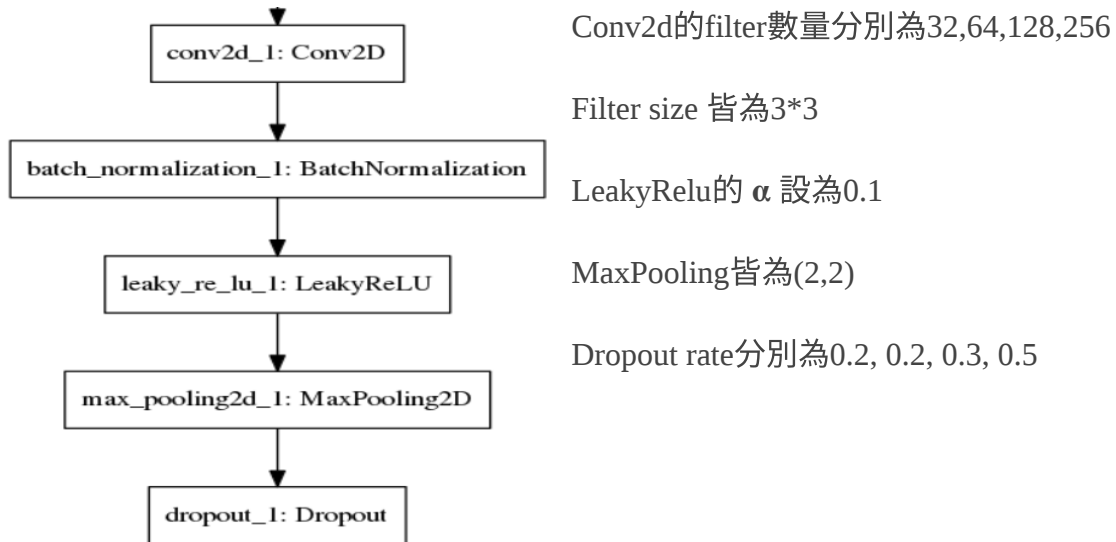 conv2d_1: Conv2D
batch_normalization_1: BatchNormalization
leaky_re_lu_1: LeakyReLU
max_pooling2d_1: MaxPooling2D
dropout_1: Dropout
Conv2d的filter數量分別為32,64,128,256
Filter size 皆為3*3
LeakyRelu的 α 設為0.1
MaxPooling皆為(2,2)
Dropout rate分別為0.2, 0.2, 0.3, 0.5